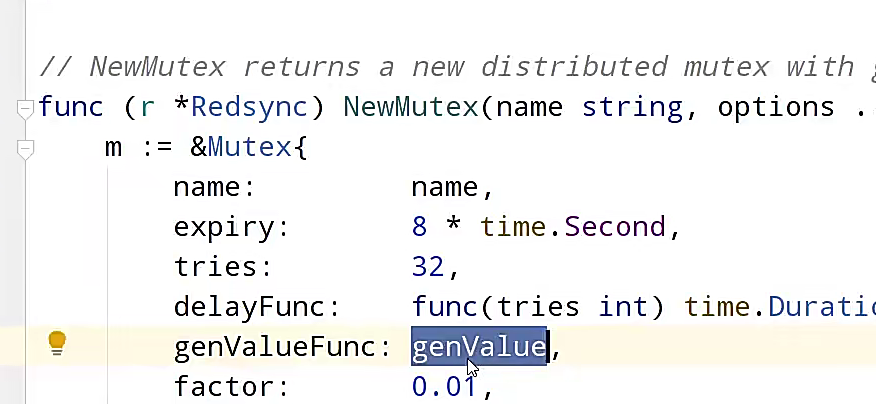 // NewMutex returns a new distributed mutex with
func (r *Redsync) NewMutex(name string, options .
m := &Mutex{
name: name,
expiry: 8 * time.Second,
tries: 32,
delayFunc: func(tries int) time.Duratio
genValueFunc: genValue,
factor: 0.01,